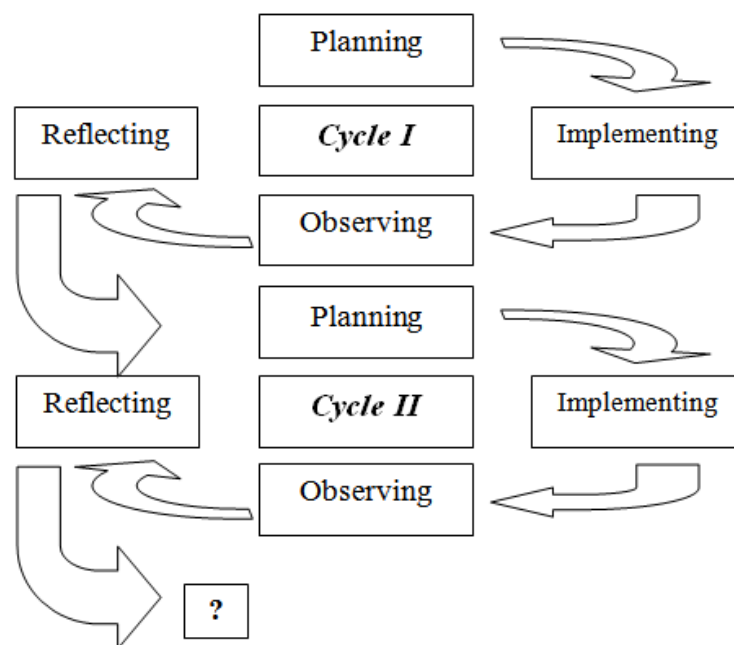 Planning
Reflecting
Cycle I
Implementing
Observing
Planning
Reflecting
Cycle II
Implementing
Observing
?